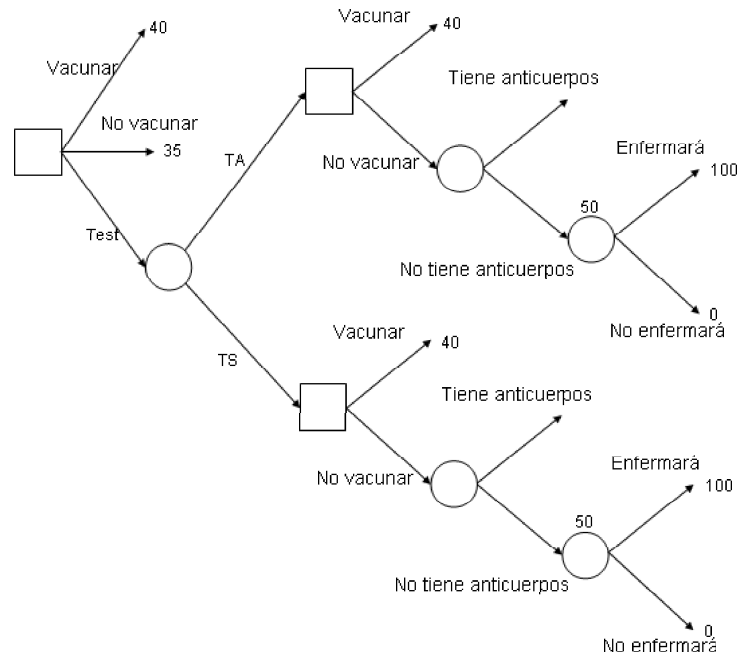 Vacunar
40
Vacunar
40
No vacunar
35
Test
TA
Tiene anticuerpos
No vacunar
Enfermará
100
50
No tiene anticuerpos
0
No enfermará
TS
Vacunar
40
Tiene anticuerpos
No vacunar
Enfermará
100
50
No tiene anticuerpos
0
No enfermará